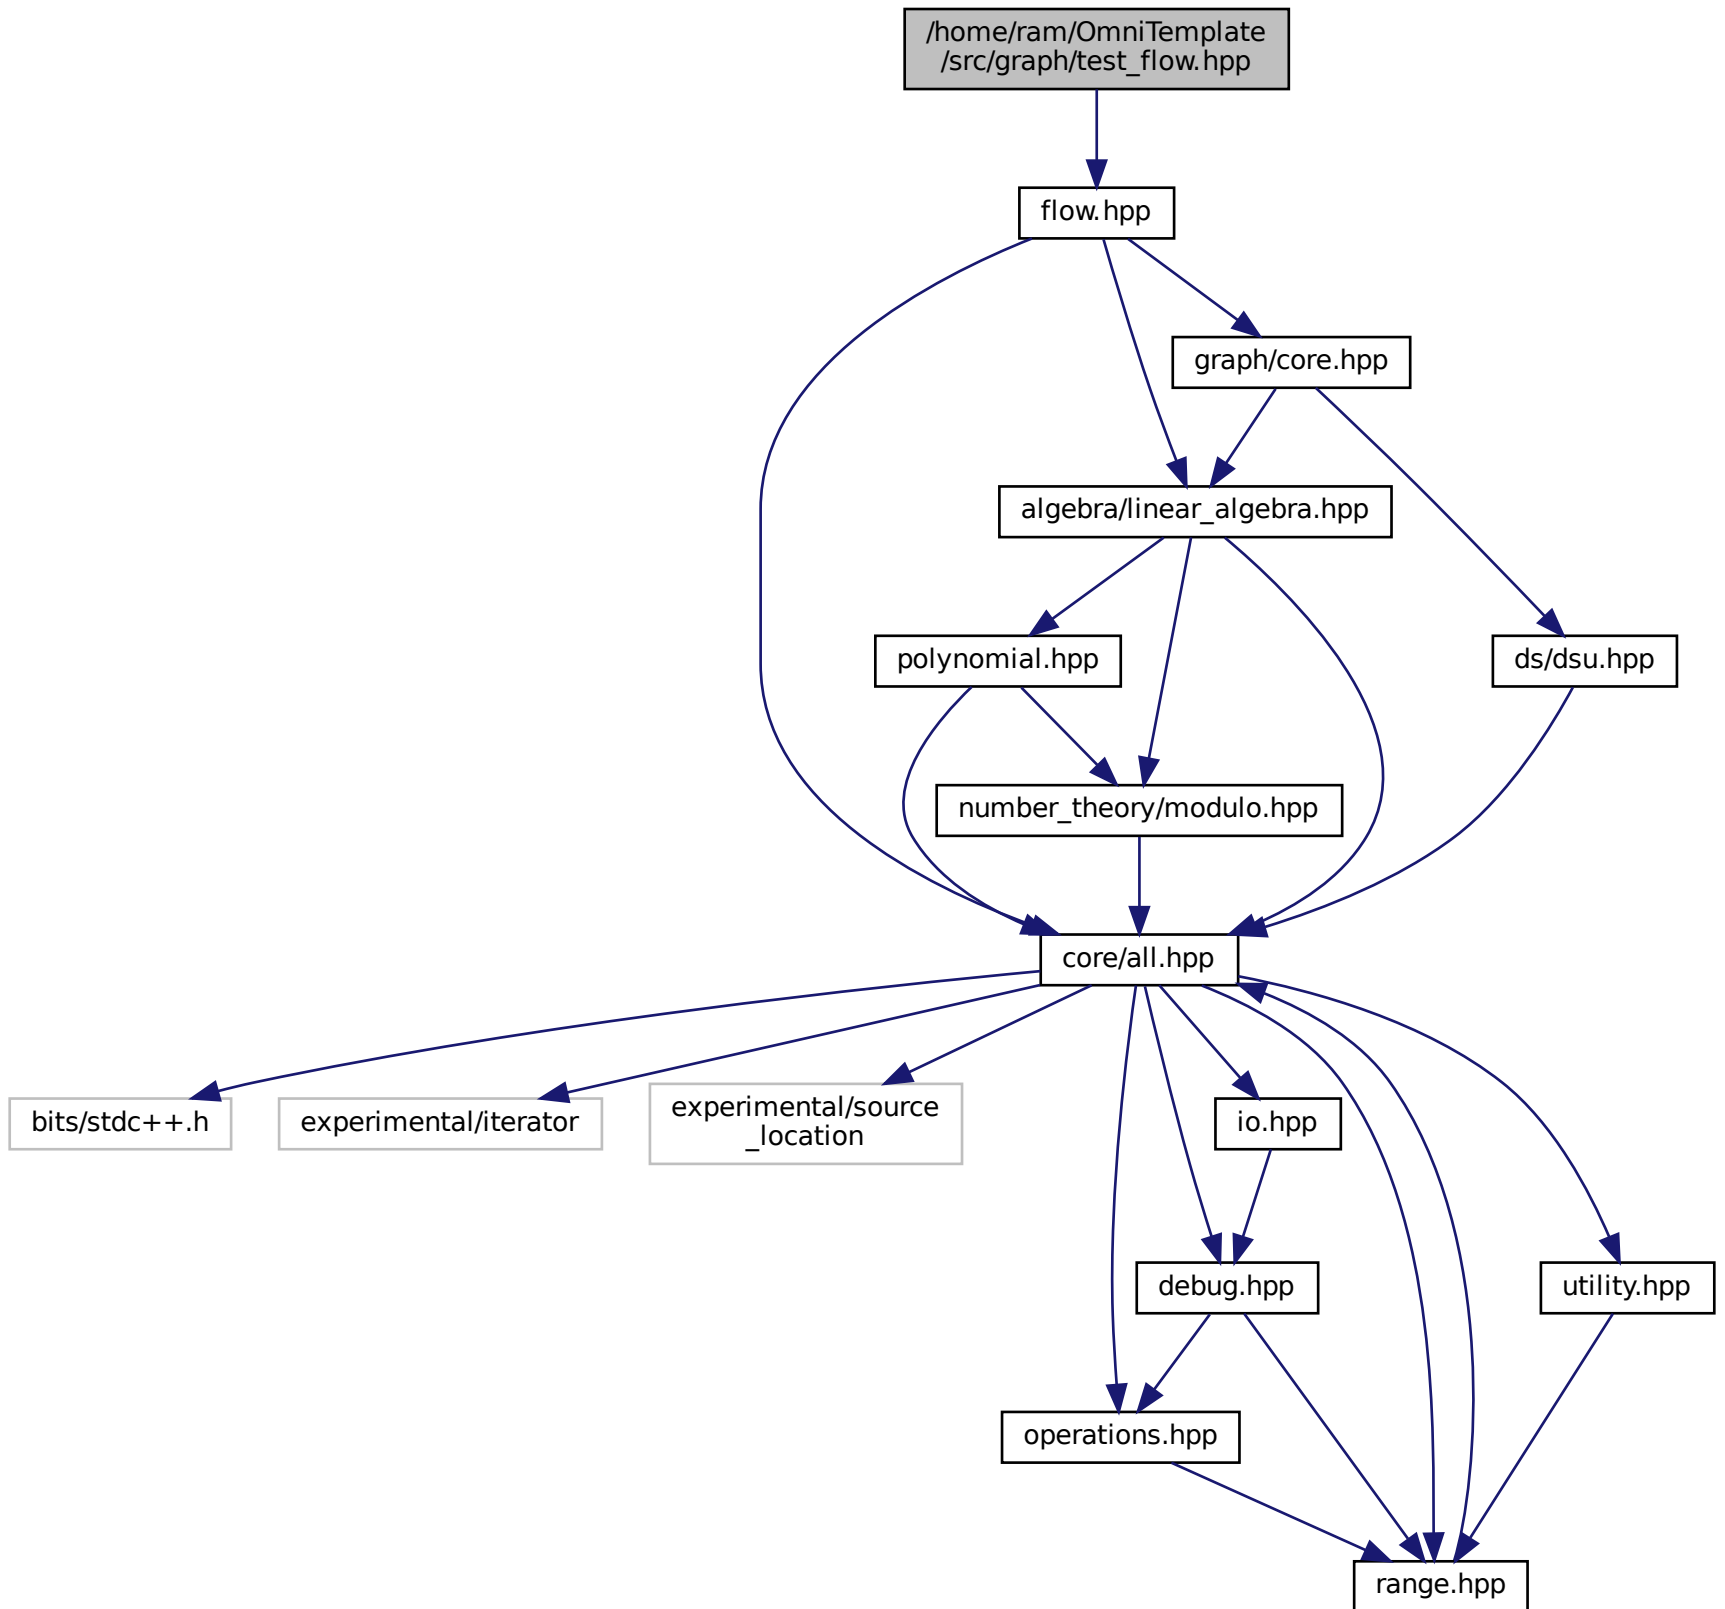 /home/ram/OmniTemplate
/src/graph/test_flow.hpp
flow.hpp
graph/core.hpp
algebra/linear_algebra.hpp
polynomial.hpp
ds/dsu.hpp
number_theory/modulo.hpp
core/all.hpp
bits/stdc++.h
experimental/iterator
experimental/source
_location
io.hpp
debug.hpp
utility.hpp
operations.hpp
range.hpp